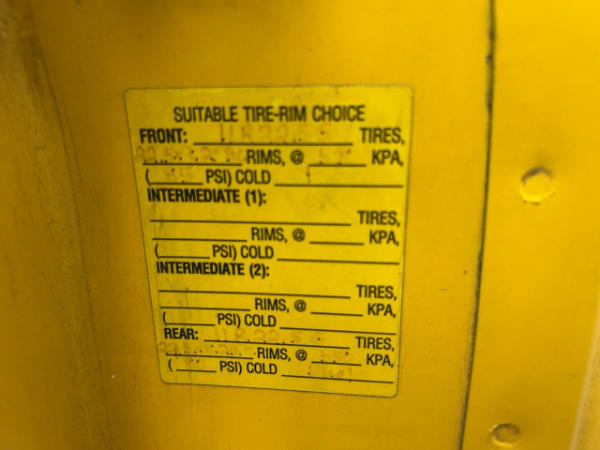 SUITABLE TIRE-RIM CHOICE
FRONT: TIRES,
RIMS, @ KPA,
( PSI) COLD
INTERMEDIATE (1):
TIRES,
RIMS, @ KPA,
( PSI) COLD
INTERMEDIATE (2):
TIRES,
RIMS, @ KPA,
( PSI) COLD
REAR: TIRES,
RIMS, @ KPA,
( PSI) COLD